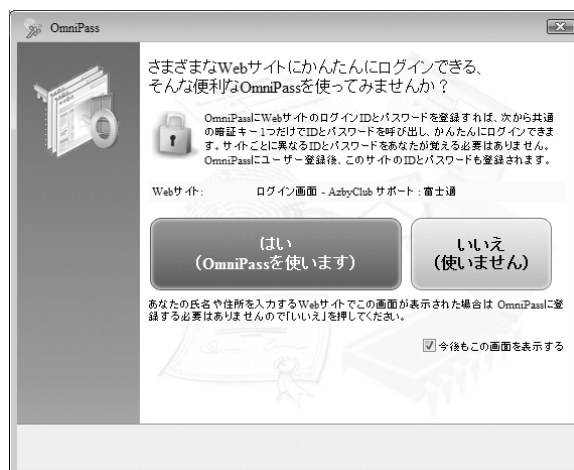 OmniPass
さまざまなWebサイトにかんたんにログインできる、
そんな便利なOmniPassを使ってみませんか？
OmniPassにWebサイトのログインIDとパスワードを登録すれば、次から共通
の暗証キー1つだけでIDとパスワードを呼び出し、かんたんにログインできま
す。サイトごとに異なるIDとパスワードをあなたが覚える必要はありません。
OmniPassにユーザー登録後、このサイトのIDとパスワードも登録されます。
Webサイト: ログイン画面 - AzbyClub サポート : 富士通
はい
（OmniPassを使います）
いいえ
（使いません）
あなたの氏名や住所を入力するWebサイトでこの画面が表示された場合は OmniPassに登
録する必要はありませんので「いいえ」を押してください。
今後もこの画面を表示する